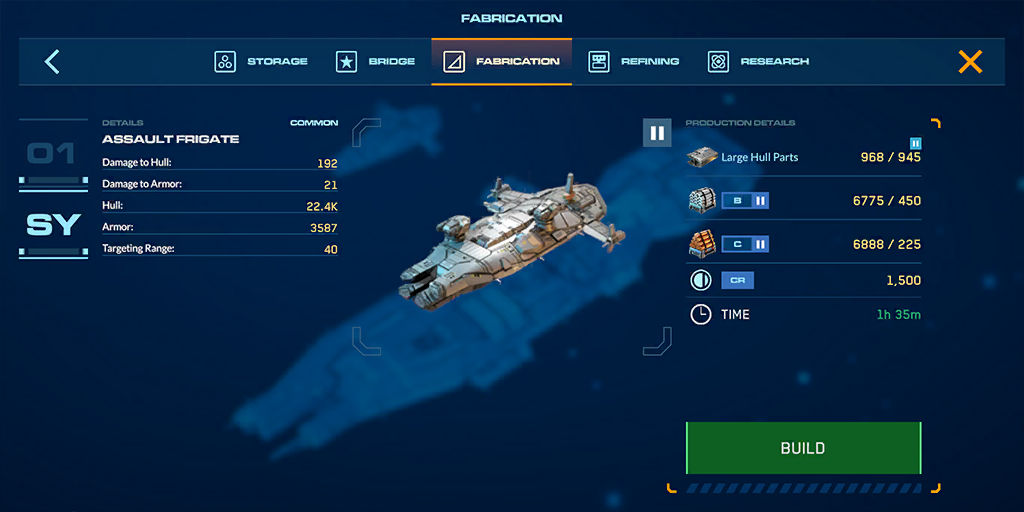 FABRICATION
STORAGE
BRIDGE
FABRICATION
REFINING
RESEARCH
01
SY
DETAILS
COMMON
ASSAULT FRIGATE
Damage to Hull: 192
Damage to Armor: 21
Hull: 22.4K
Armor: 3587
Targeting Range: 40
PRODUCTION DETAILS
Large Hull Parts 968 / 945
B 6775 / 450
C 6888 / 225
CR 1,500
TIME 1h 35m
BUILD